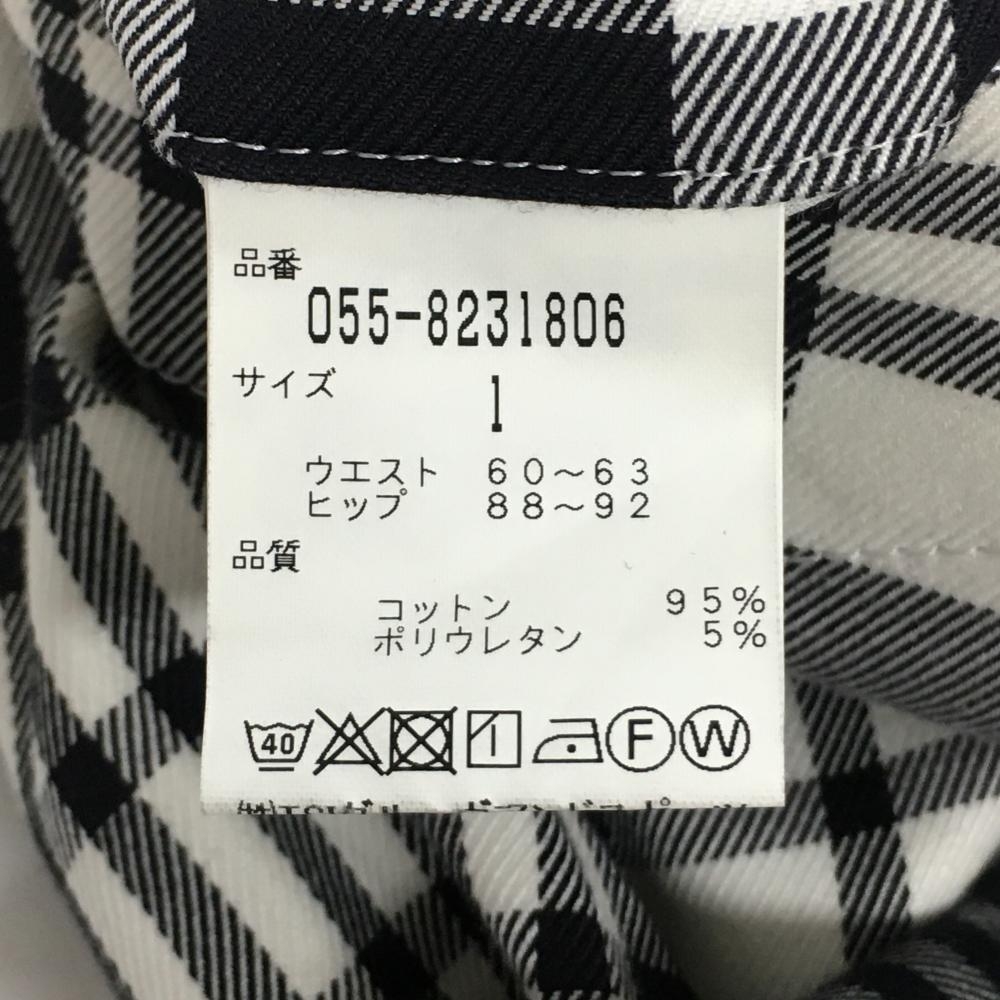 品番
055-8231806
サイズ
1
ウエスト 60～63
ヒップ 88～92
品質
コットン 95%
ポリウレタン 5%
40 F W